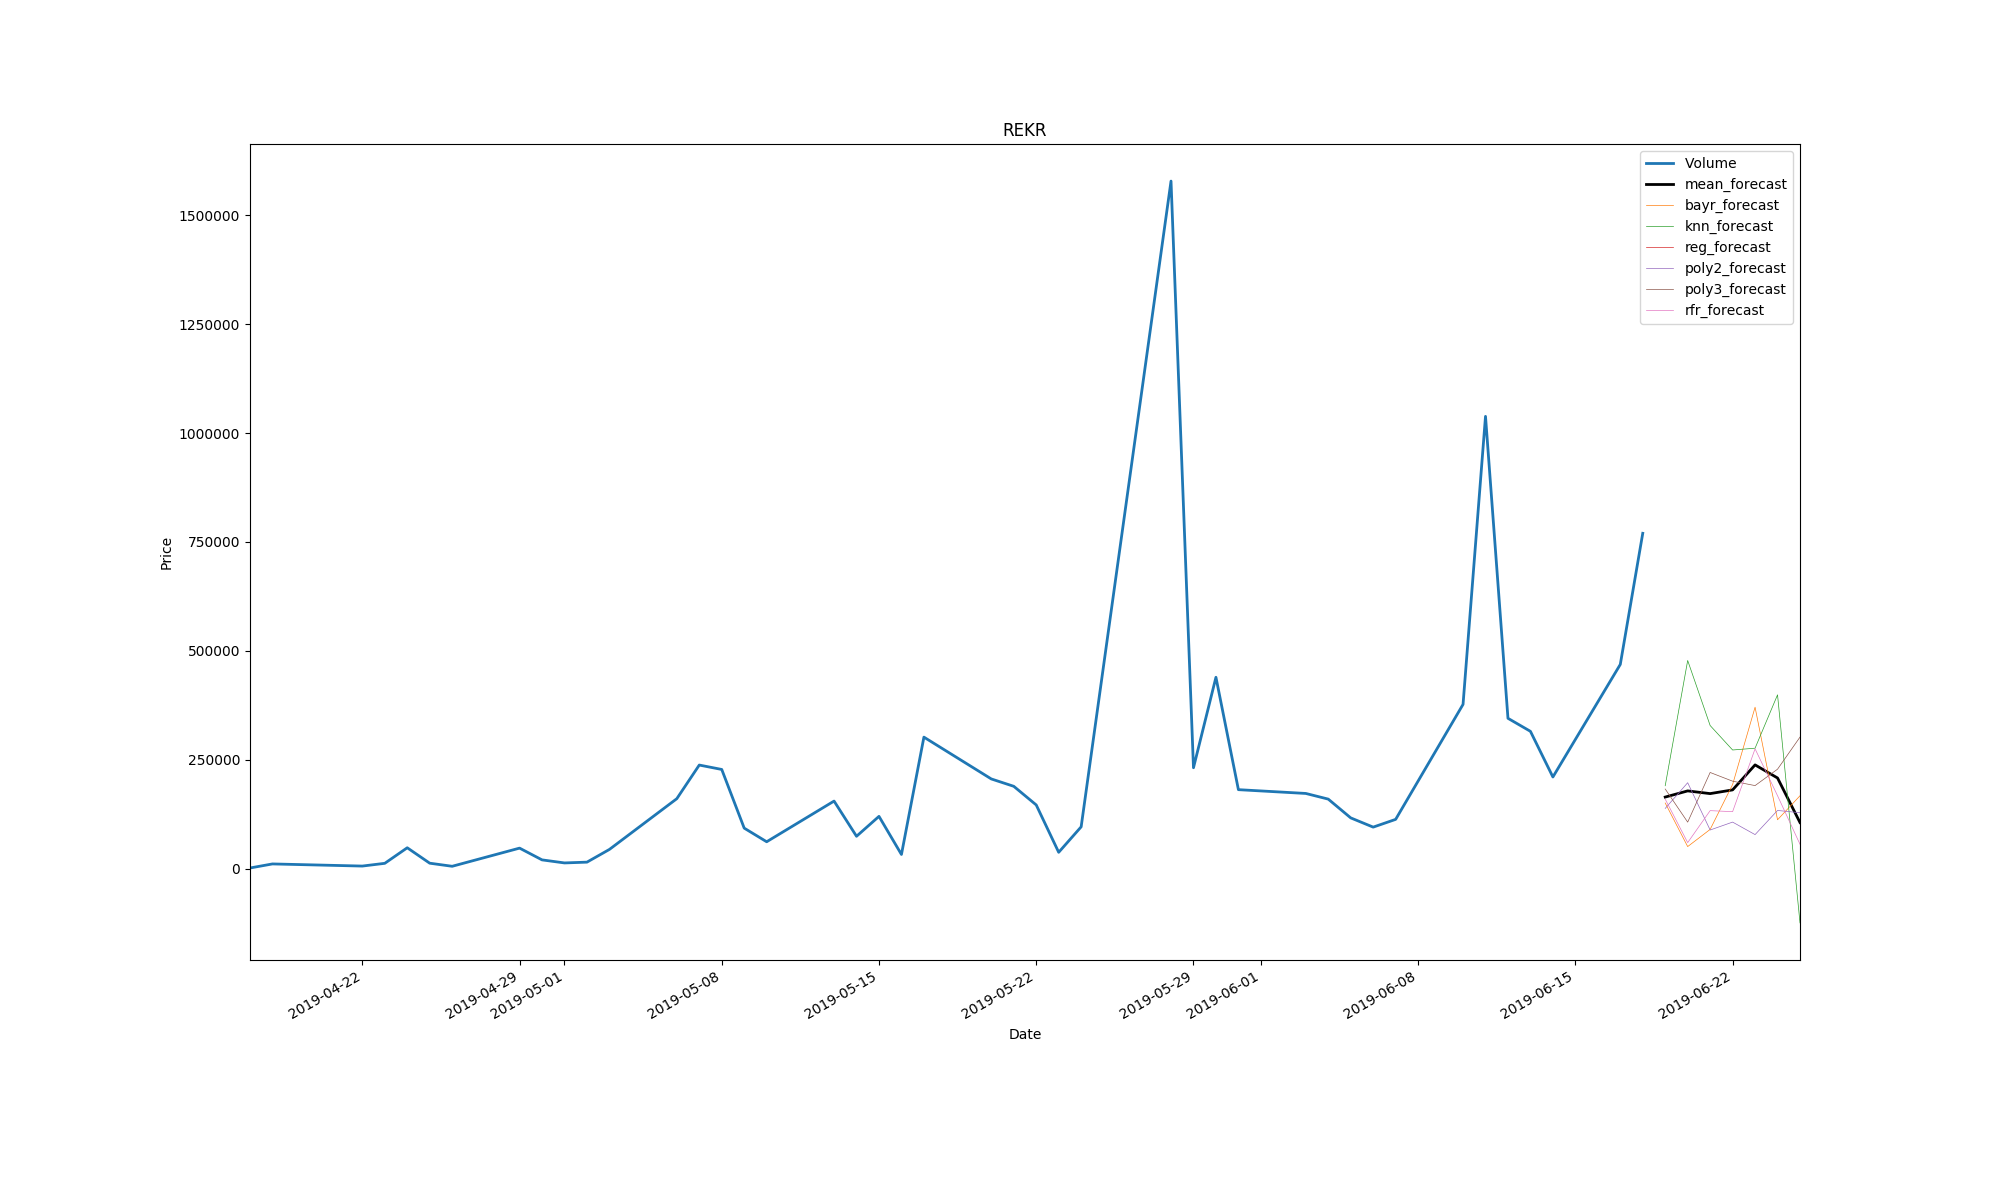 REKR
Volume
mean_forecast
bayr_forecast
knn_forecast
reg_forecast
poly2_forecast
poly3_forecast
rfr_forecast
1500000
1250000
1000000
750000
500000
250000
0
Price
2019-04-22
2019-04-29
2019-05-01
2019-05-08
2019-05-15
2019-05-22
2019-05-29
2019-06-01
2019-06-08
2019-06-15
2019-06-22
Date